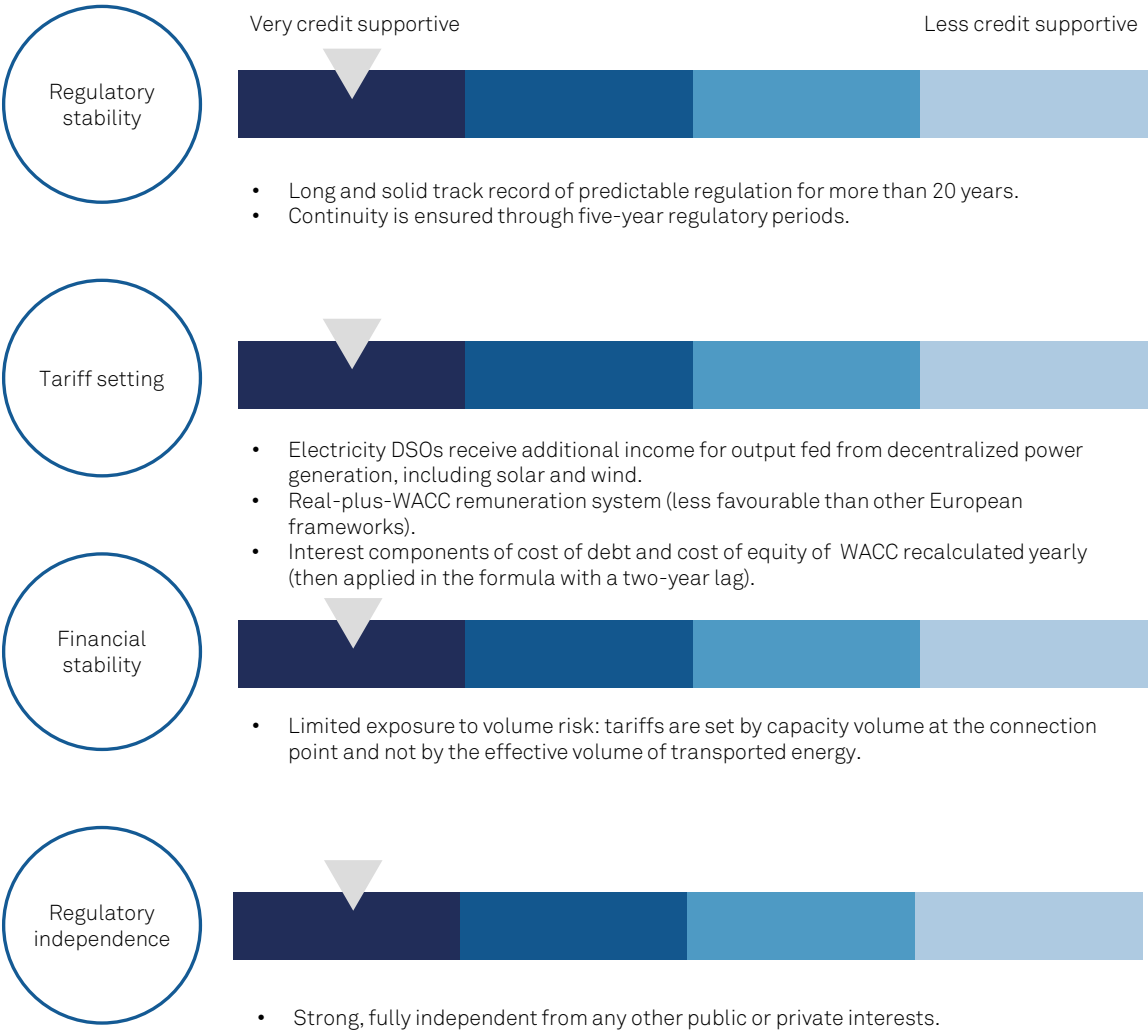 Very credit supportive
Less credit supportive
Regulatory
stability
• Long and solid track record of predictable regulation for more than 20 years.
• Continuity is ensured through five-year regulatory periods.
Tariff setting
• Electricity DSOs receive additional income for output fed from decentralized power
generation, including solar and wind.
• Real-plus-WACC remuneration system (less favourable than other European
frameworks).
• Interest components of cost of debt and cost of equity of WACC recalculated yearly
(then applied in the formula with a two-year lag).
Financial
stability
• Limited exposure to volume risk: tariffs are set by capacity volume at the connection
point and not by the effective volume of transported energy.
Regulatory
independence
• Strong, fully independent from any other public or private interests.